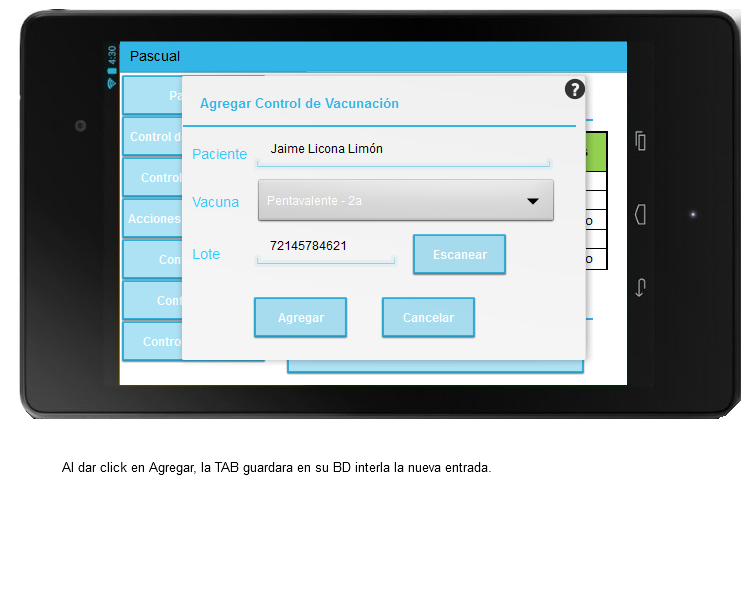 4:30
Pascual
Pa
Control d
Control
Acciones
Con
Cont
Contro
?
Agregar Control de Vacunación
Paciente Jaime Licona Limón
Vacuna Pentavalente - 2a
Lote 72145784621 Escanear
Agregar Cancelar
s
o
o
Al dar click en Agregar, la TAB guardara en su BD interla la nueva entrada.